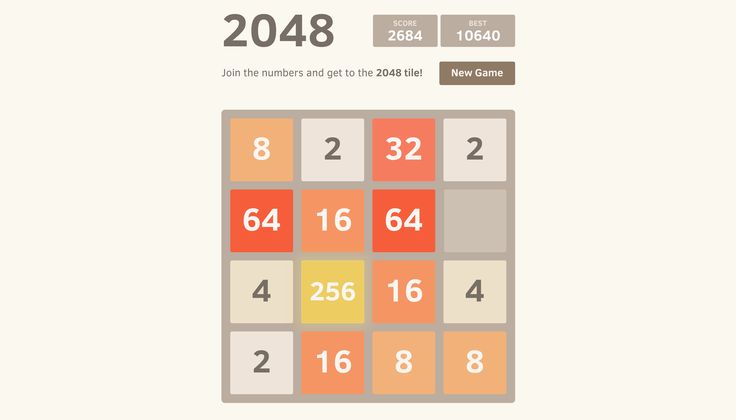 2048
SCORE
2684
BEST
10640
Join the numbers and get to the 2048 tile!
New Game
8 2 32 2
64 16 64
4 256 16 4
2 16 8 8